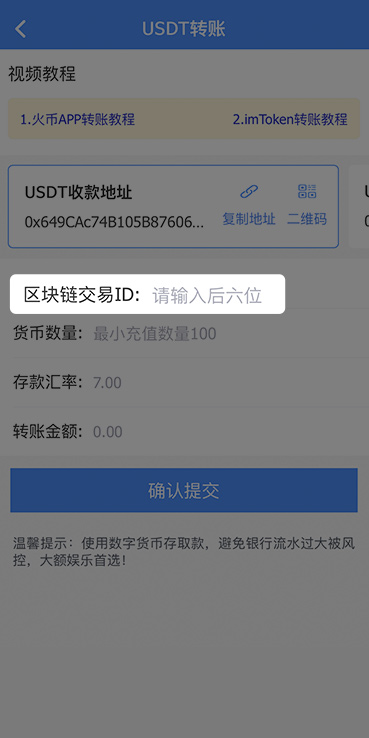 USDT转账
视频教程
1.火币APP转账教程
2.imToken转账教程
USDT收款地址
0x649CAc74B105B87606...
复制地址
二维码
区块链交易ID: 请输入后六位
货币数量: 最小充值数量100
存款汇率: 7.00
转账金额: 0.00
确认提交
温馨提示：使用数字货币存取款，避免银行流水过大被风
控，大额娱乐首选！